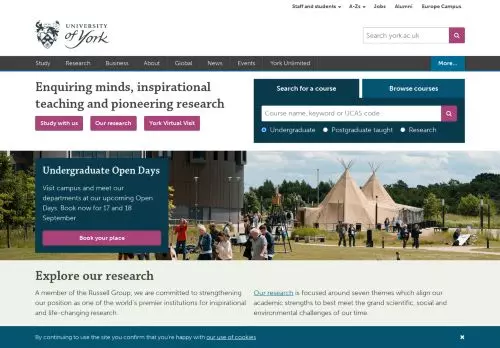 Staff and students A-Zs Jobs Alumni Europe Campus
UNIVERSITY
of York
Search york.ac.uk
Study Research Business About Global News Events York Unlimited More...
Enquiring minds, inspirational
teaching and pioneering research
Study with us Our research York Virtual Visit
Search for a course Browse courses
Course name, keyword or UCAS code
Undergraduate Postgraduate taught Research
Undergraduate Open Days
Visit campus and meet our
departments at our upcoming Open
Days. Book now for 17 and 18
September.
Book your place
Explore our research
A member of the Russell Group, we are committed to strengthening
our position as one of the world's premier institutions for inspirational
and life-changing research.
Our research is focused around seven themes which align our
academic strengths to best meet the grand scientific, social and
environmental challenges of our time.
By continuing to use the site you confirm that you're happy with our use of cookies